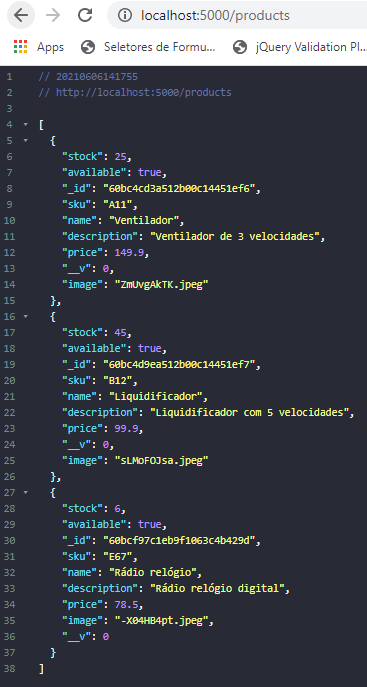 localhost:5000/products
Apps Seletores de Formu... jQuery Validation Pl...
1 // 20210606141755
2 // http://localhost:5000/products
3
4 [
5 {
6 "stock": 25,
7 "available": true,
8 "_id": "60bc4cd3a512b00c14451ef6",
9 "sku": "A11",
10 "name": "Ventilador",
11 "description": "Ventilador de 3 velocidades",
12 "price": 149.9,
13 "__v": 0,
14 "image": "ZmUvgAkTK.jpeg"
15 },
16 {
17 "stock": 45,
18 "available": true,
19 "_id": "60bc4d9ea512b00c14451ef7",
20 "sku": "B12",
21 "name": "Liquidificador",
22 "description": "Liquidificador com 5 velocidades",
23 "price": 99.9,
24 "__v": 0,
25 "image": "sLMoFOJsa.jpeg"
26 },
27 {
28 "stock": 6,
29 "available": true,
30 "_id": "60bcf97c1eb9f1063c4b429d",
31 "sku": "E67",
32 "name": "Rádio relógio",
33 "description": "Rádio relógio digital",
34 "price": 78.5,
35 "image": "-X04HB4pt.jpeg",
36 "__v": 0
37 }
38 ]